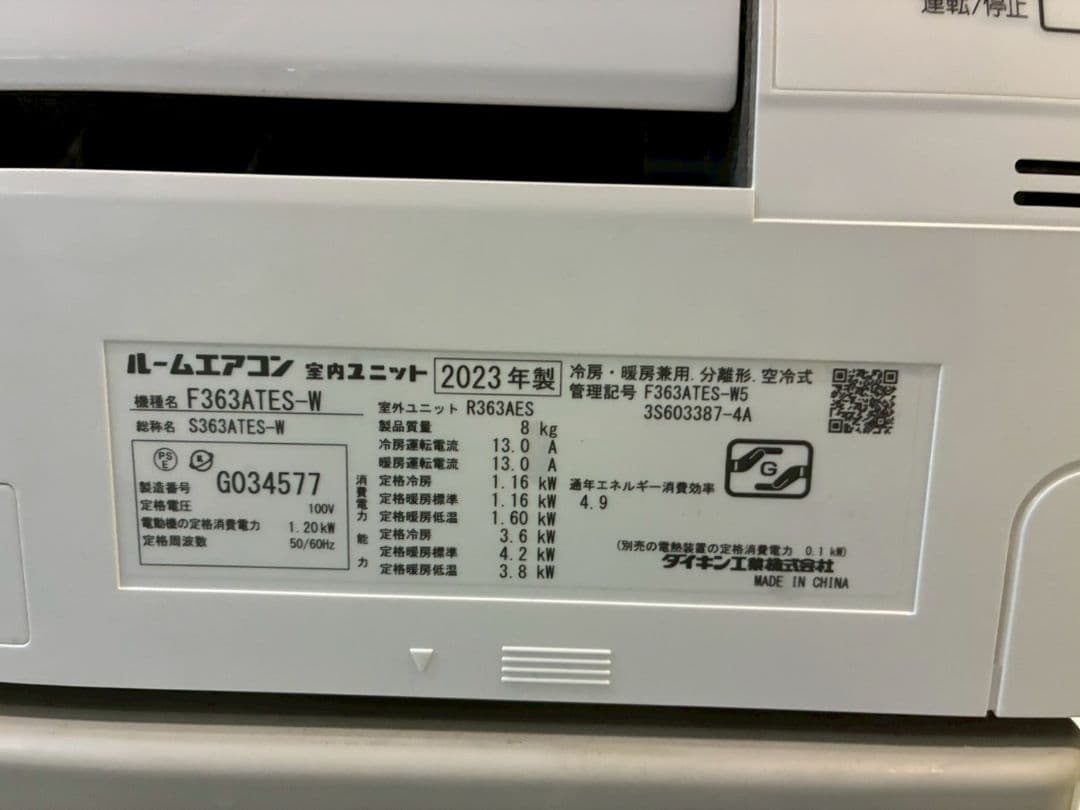 運転/停止
ルームエアコン 室内ユニット 2023年製
機種名 F363ATES-W
総称名 S363ATES-W
PS
E
製造番号 G034577
定格電圧 100V
電動機の定格消費電力 1.20kW
定格周波数 50/60Hz
室外ユニット R363AES
製品質量 8 kg
冷房運転電流 13.0 A
暖房運転電流 13.0 A
消費電力
定格冷房 1.16 kW
定格暖房標準 1.16 kW
定格暖房低温 1.60 kW
能力
定格冷房 3.6 kW
定格暖房標準 4.2 kW
定格暖房低温 3.8 kW
冷房・暖房兼用.分離形.空冷式
管理記号 F363ATES-W5
3S603387-4A
G
通年エネルギー消費効率
4.9
(別売の電熱装置の定格消費電力 0.1 kW)
ダイキン工業株式会社
MADE IN CHINA